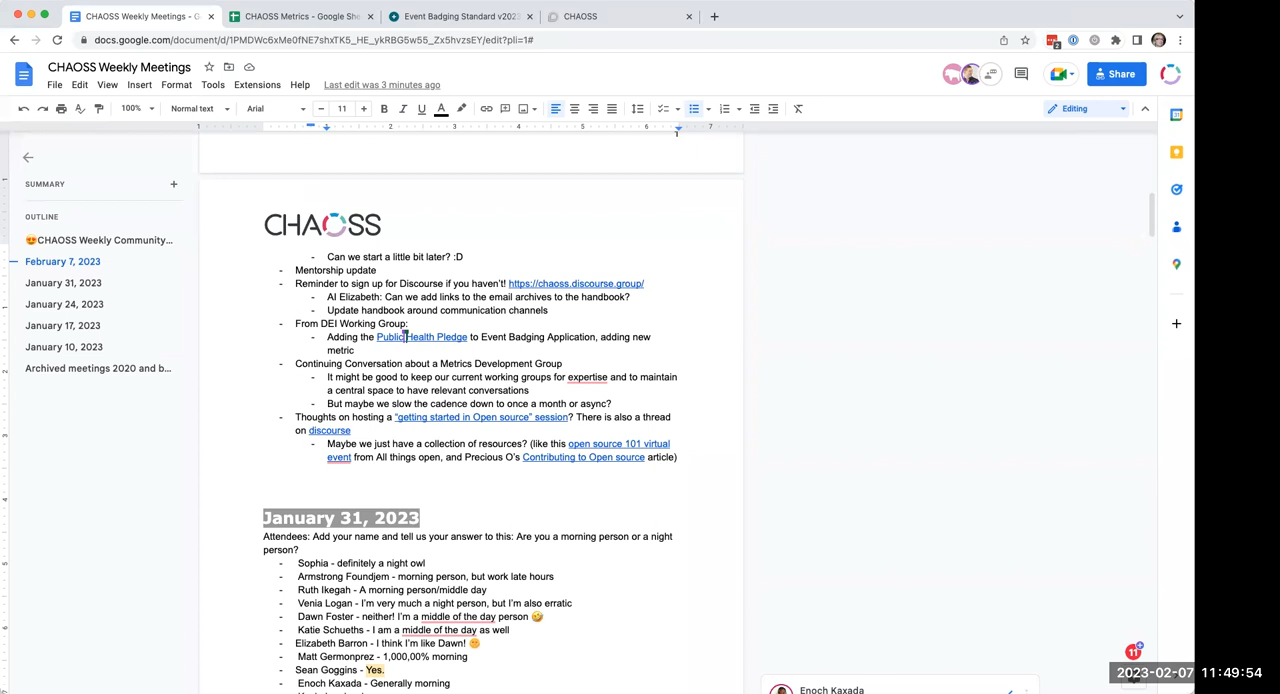 CHAOSS Weekly Meetings - G
CHAOSS Metrics - Google She
Event Badging Standard v2023
CHAOSS
docs.google.com/document/d/1PMDWc6xMe0fNE7shxTK5_HE_ykRBG5w55_Zx5hvzsEY/edit?pli=1#
2
CHAOSS Weekly Meetings
File Edit View Insert Format Tools Extensions Help Last edit was 3 minutes ago
Share
100% Normal text Arial 11 Editing
1 1 2 3 4 5 6 7
SUMMARY
OUTLINE
😍CHAOSS Weekly Community...
February 7, 2023
January 31, 2023
January 24, 2023
January 17, 2023
January 10, 2023
Archived meetings 2020 and b...
CHAOSS
- Can we start a little bit later? :D
- Mentorship update
- Reminder to sign up for Discourse if you haven't! https://chaoss.discourse.group/
- AI Elizabeth: Can we add links to the email archives to the handbook?
- Update handbook around communication channels
- From DEI Working Group:
- Adding the Public Health Pledge to Event Badging Application, adding new
metric
- Continuing Conversation about a Metrics Development Group
- It might be good to keep our current working groups for expertise and to maintain
a central space to have relevant conversations
- But maybe we slow the cadence down to once a month or async?
- Thoughts on hosting a "getting started in Open source" session? There is also a thread
on discourse
- Maybe we just have a collection of resources? (like this open source 101 virtual
event from All things open, and Precious O's Contributing to Open source article)
January 31, 2023
Attendees: Add your name and tell us your answer to this: Are you a morning person or a night
person?
- Sophia - definitely a night owl
- Armstrong Foundjem - morning person, but work late hours
- Ruth Ikegah - A morning person/middle day
- Venia Logan - I'm very much a night person, but I'm also erratic
- Dawn Foster - neither! I'm a middle of the day person 🤣
- Katie Schueths - I am a middle of the day as well
- Elizabeth Barron - I think I'm like Dawn!
- Matt Germonprez - 1,000,00% morning
- Sean Goggins - Yes.
- Enoch Kaxada - Generally morning
Enoch Kaxada
11
2023-02-07 11:49:54